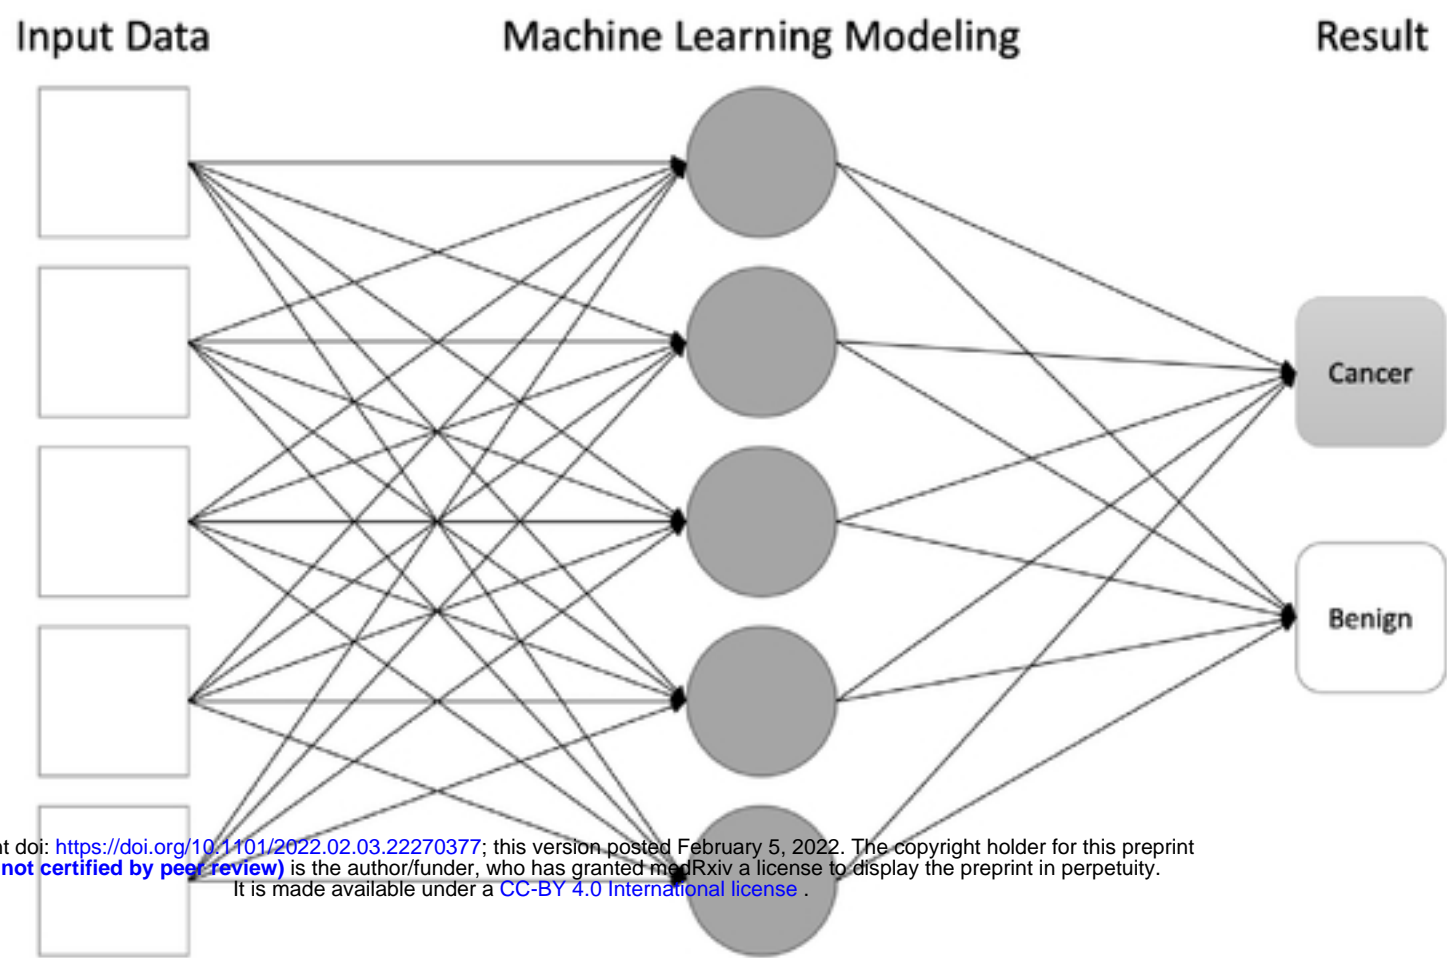 Input Data
Machine Learning Modeling
Result
Cancer
Benign
t doi: https://doi.org/10.1101/2022.02.03.22270377; this version posted February 5, 2022. The copyright holder for this preprint
not certified by peer review) is the author/funder, who has granted medRxiv a license to display the preprint in perpetuity.
It is made available under a CC-BY 4.0 International license .